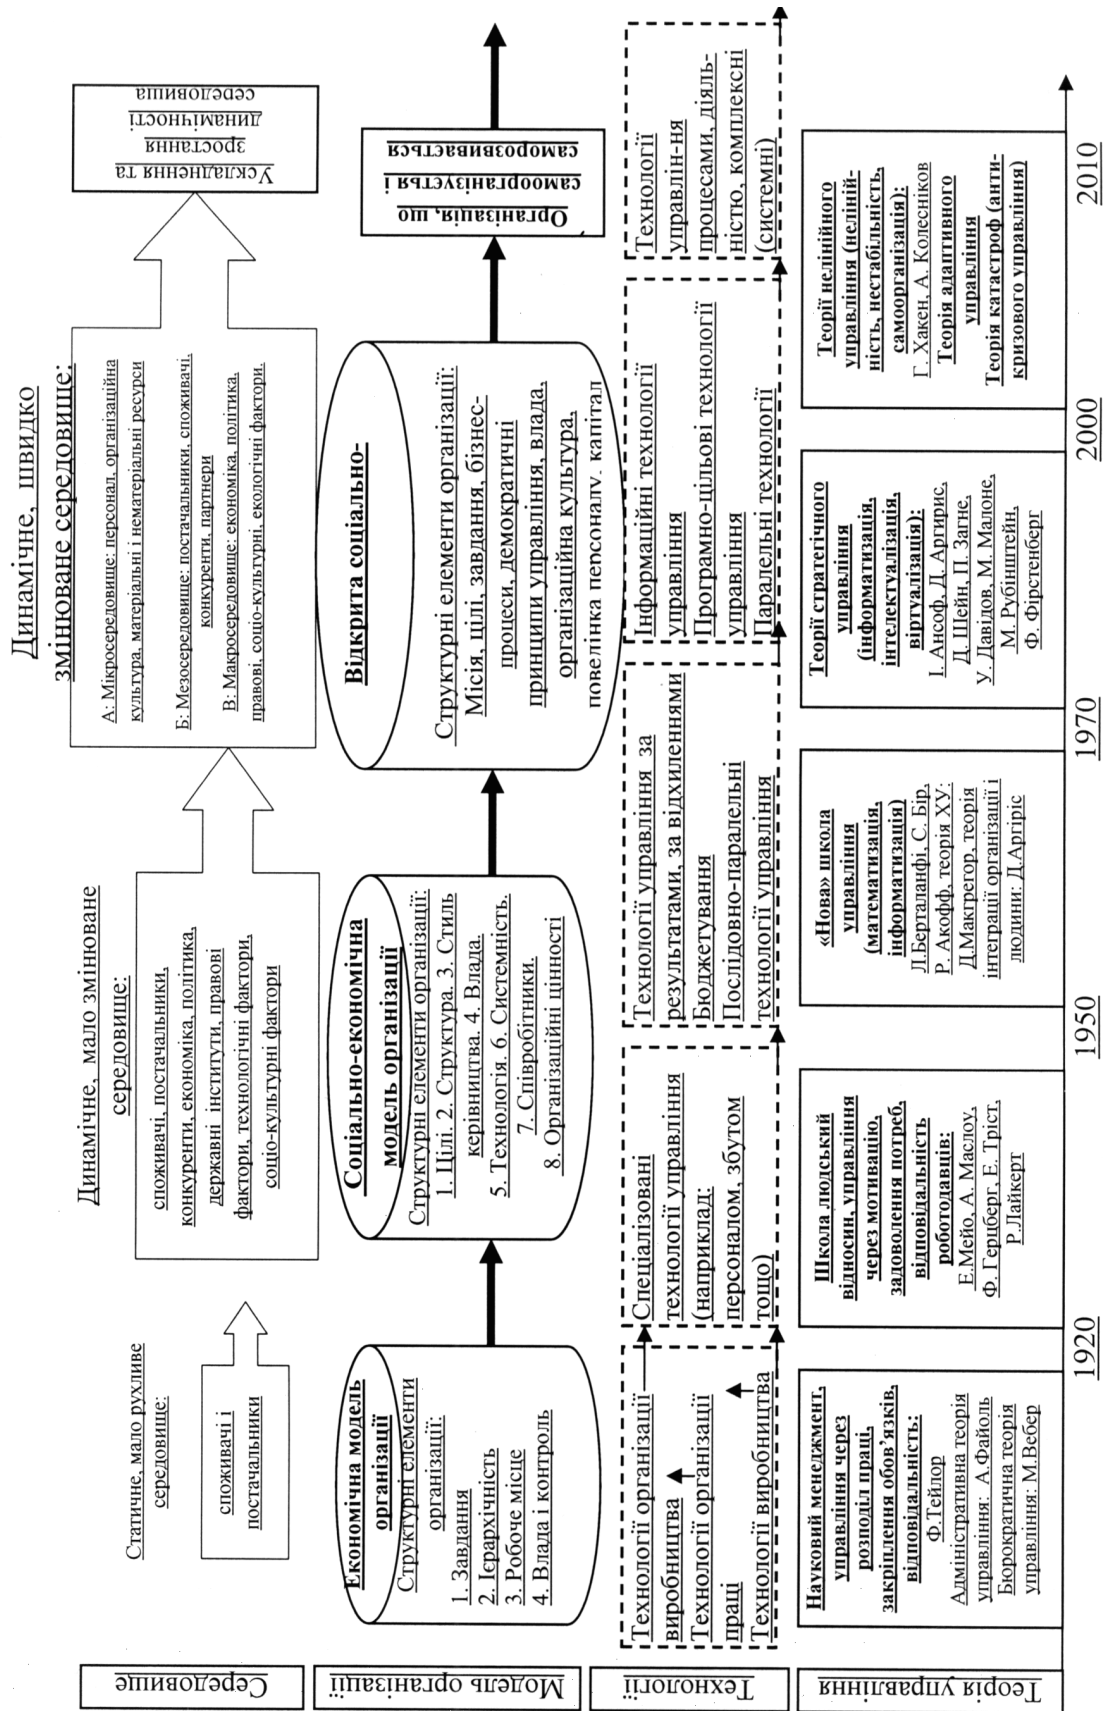 Середовище
Статичне, мало рухливе
середовище:
споживачі і
постачальники
Динамічне, мало змінюване
середовище:
споживачі, постачальники,
конкуренти, економіка, політика,
державні інститути, правові
фактори, технологічні фактори,
соціо-культурні фактори
Динамічне, швидко
змінюване середовище:
А: Мікросередовище: персонал, організаційна
культура, матеріальні і нематеріальні ресурси
Б: Мезосередовище: постачальники, споживачі,
конкуренти, партнери
В: Макросередовище: економіка, політика,
правові, соціо-культурні, екологічні фактори.
Ускладнення та
зростання
динамічності
середовища
Модель організації
Економічна модель
організації
Структурні елементи
організації:
1. Завдання
2. Ієрархічність
3. Робоче місце
4. Влада і контроль
Соціально-економічна
модель організації
Структурні елементи організації:
1. Цілі. 2. Структура. 3. Стиль
керівництва. 4. Влада.
5. Технологія. 6. Системність.
7. Співробітники.
8. Організаційні цінності
Відкрита соціально-
Структурні елементи організації:
Місія, цілі, завдання, бізнес-
процеси, демократичні
принципи управління, влада,
організаційна культура,
поведінка персоналу, капітал
Організація, що
самоорганізується і
саморозвивається
Технології
Технології організації
виробництва
Технології організації
праці
Технології виробництва
Спеціалізовані
технології управління
(наприклад:
персоналом, збутом
тощо)
Технології управління за
результатами, за відхиленнями
Бюджетування
Послідовно-паралельні
технології управління
Інформаційні технології
управління
Програмно-цільові технології
управління
Паралельні технології
Технології
управлін-ня
процесами, діяль-
ністю, комплексні
(системні)
Теорія управління
Науковий менеджмент,
управління через
розподіл праці,
закріплення обов’язків,
відповідальність:
Ф.Тейлор
Адміністративна теорія
управління: А.Файоль
Бюрократична теорія
управління: М.Вебер
Школа людський
відносин, управління
через мотивацію,
задоволення потреб,
відповідальність
роботодавців:
Е.Мейо, А. Маслоу,
Ф. Герцберг, Е. Тріст,
Р.Лайкерт
«Нова» школа
управління
(математизація,
інформатизація)
Л.Берталанфі, С. Бір,
Р. Акофф, теорія ХУ:
Д.Макгрегор, теорія
інтеграції організації і
людини: Д.Аргіріс
Теорії стратегічного
управління
(інформатизація,
інтелектуалізація,
віртуалізація):
І. Ансоф, Д. Аргирис,
Д. Шейн, П. Загне,
У. Давідов, М. Малоне,
М. Рубінштейн,
Ф. Фірстенберг
Теорії нелінійного
управління (неліній-
ність, нестабільність,
самоорганізація):
Г. Хакен, А. Колесніков
Теорія адаптивного
управління
Теорія катастроф (анти-
кризового управління)
1920
1950
1970
2000
2010